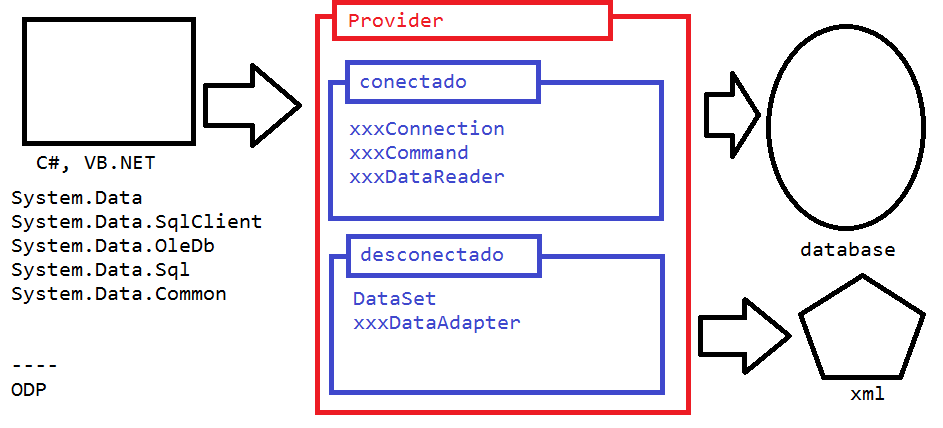 Provider
conectado
xxxConnection
xxxCommand
xxxDataReader
desconectado
DataSet
xxxDataAdapter
C#, VB.NET
System.Data
System.Data.SqlClient
System.Data.OleDb
System.Data.Sql
System.Data.Common
----
ODP
database
xml